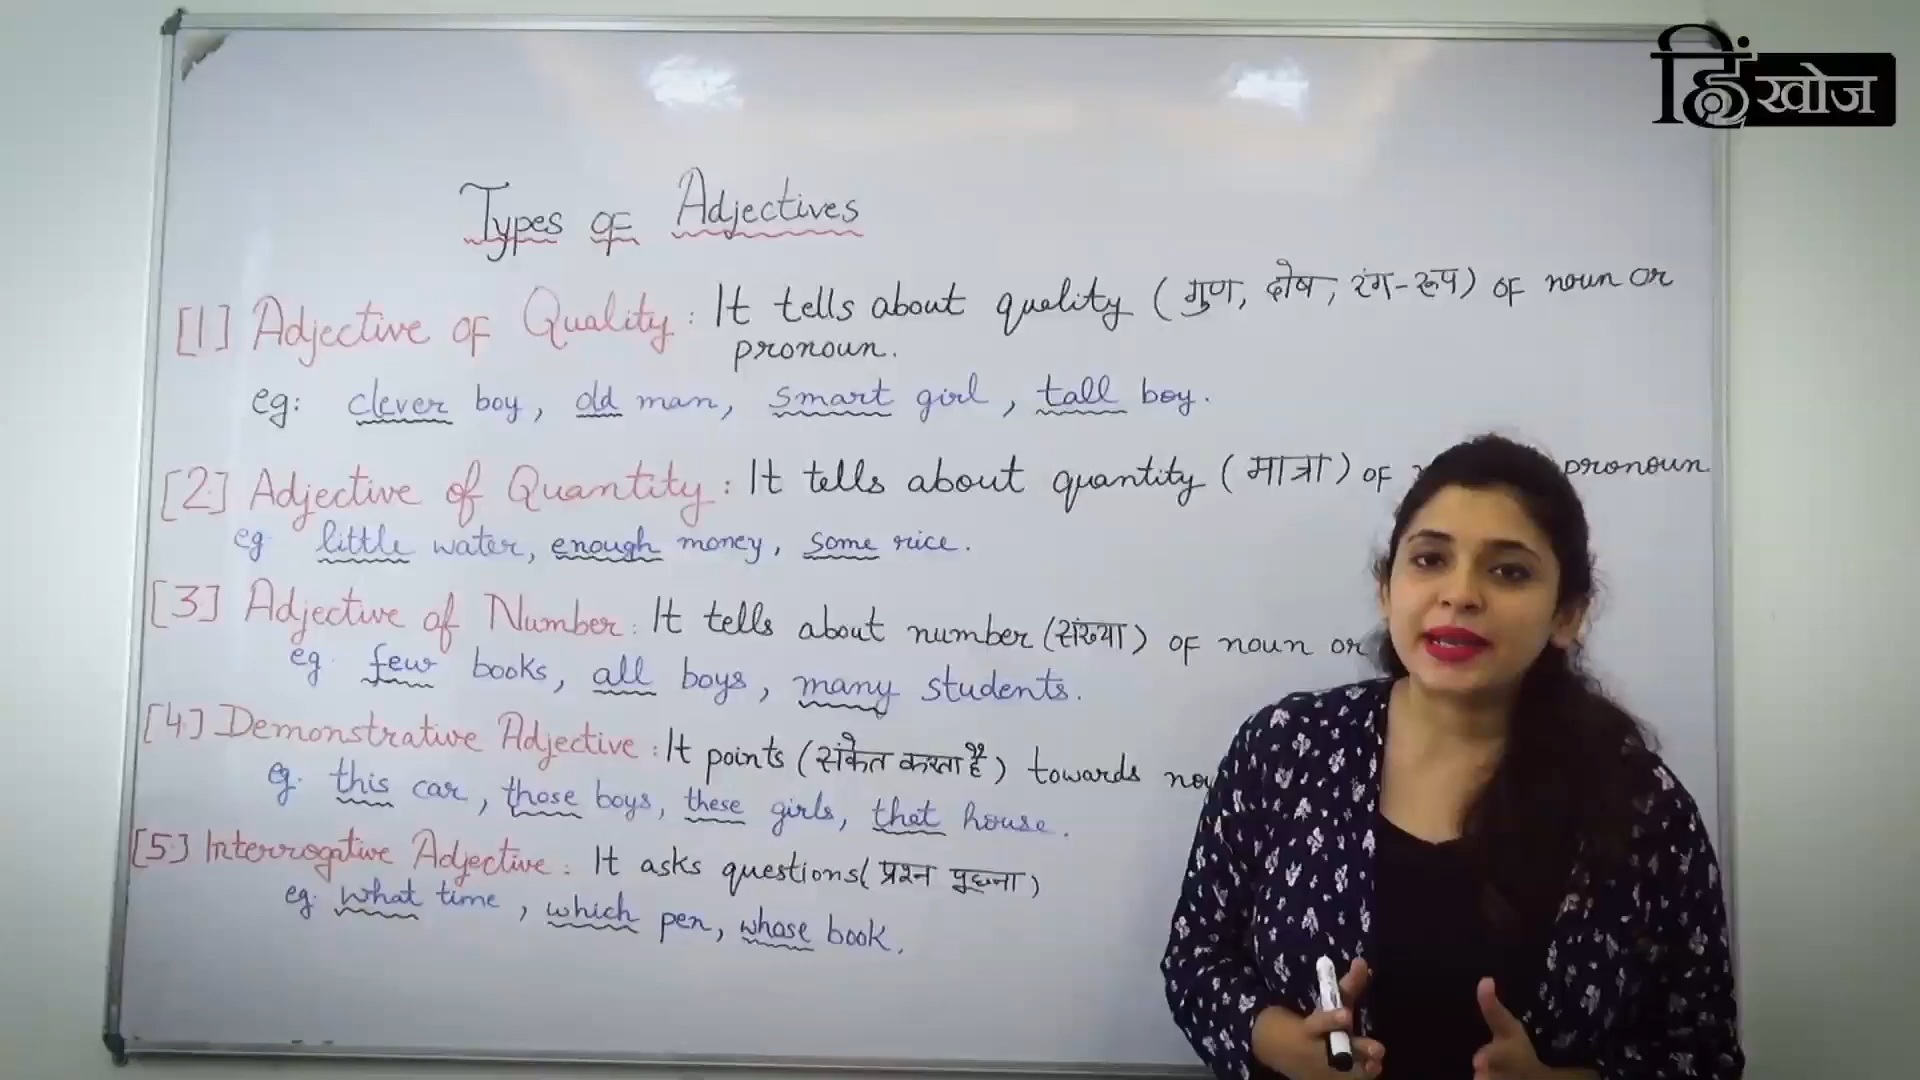 हिंखोज
Types of Adjectives
[1] Adjective of Quality: It tells about quality (गुण, दोष, रंग-रूप) of noun or
pronoun.
eg: clever boy, old man, smart girl, tall boy.
[2] Adjective of Quantity: It tells about quantity (मात्रा) of pronoun
eg little water, enough money, some rice.
[3] Adjective of Number: It tells about number (संख्या) of noun or
eg. few books, all boys, many students.
[4] Demonstrative Adjective: It points (संकेत करता है) towards
eg. this car, those boys, these girls, that house.
[5] Interrogative Adjective: It asks questions (प्रश्न पुछना)
eg. what time, which pen, whose book.